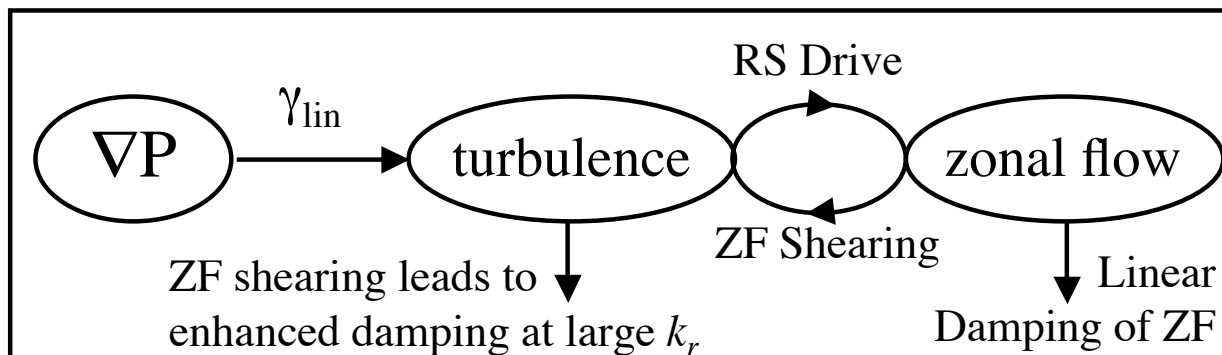 RS Drive
γlin
∇P
turbulence
zonal flow
ZF Shearing
ZF shearing leads to
enhanced damping at large kr
Linear
Damping of ZF